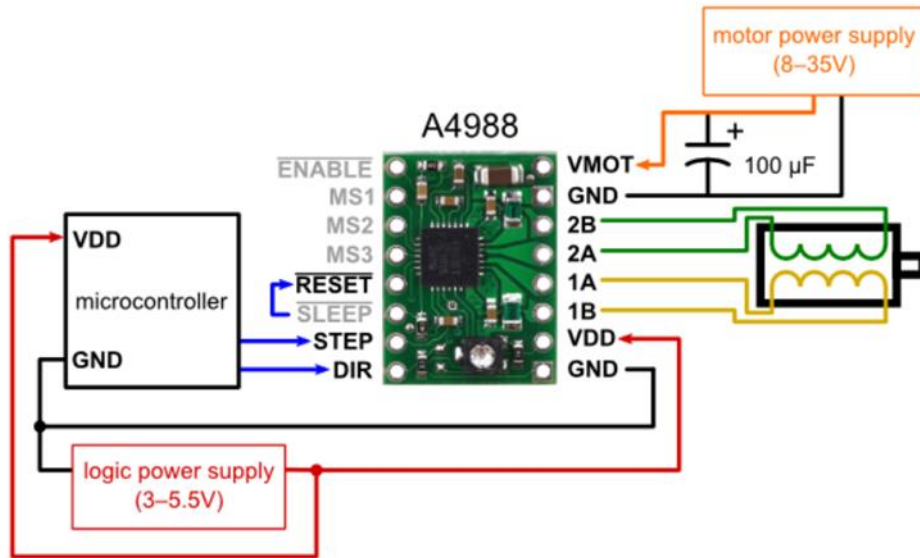 motor power supply
(8–35V)
A4988
ENABLE
MS1
MS2
MS3
RESET
SLEEP
STEP
DIR
VMOT
GND
2B
2A
1A
1B
VDD
GND
+
100 µF
VDD
microcontroller
GND
logic power supply
(3–5.5V)